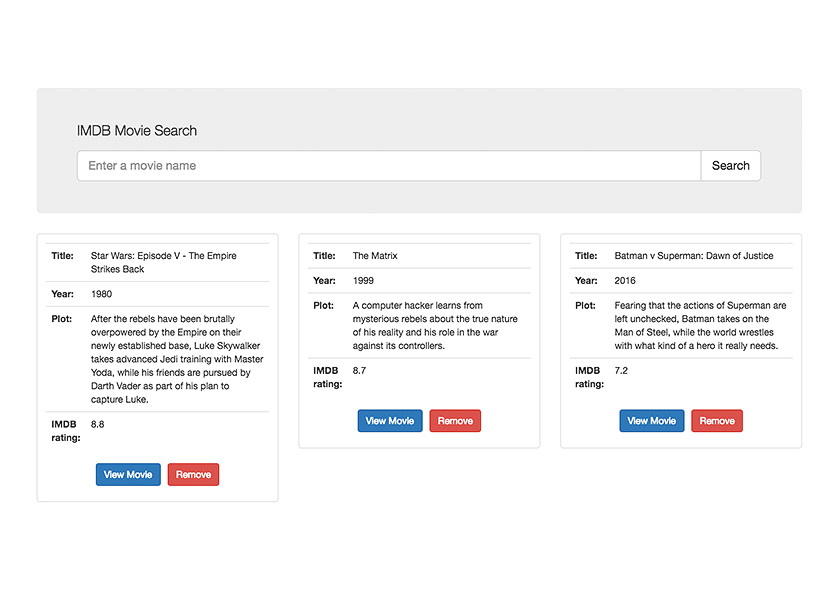 IMDB Movie Search
Enter a movie name
Search
Title: Star Wars: Episode V - The Empire
Strikes Back
Year: 1980
Plot: After the rebels have been brutally
overpowered by the Empire on their
newly established base, Luke Skywalker
takes advanced Jedi training with Master
Yoda, while his friends are pursued by
Darth Vader as part of his plan to
capture Luke.
IMDB 8.8
rating:
View Movie Remove
Title: The Matrix
Year: 1999
Plot: A computer hacker learns from
mysterious rebels about the true nature
of his reality and his role in the war
against its controllers.
IMDB 8.7
rating:
View Movie Remove
Title: Batman v Superman: Dawn of Justice
Year: 2016
Plot: Fearing that the actions of Superman are
left unchecked, Batman takes on the
Man of Steel, while the world wrestles
with what kind of a hero it really needs.
IMDB 7.2
rating:
View Movie Remove